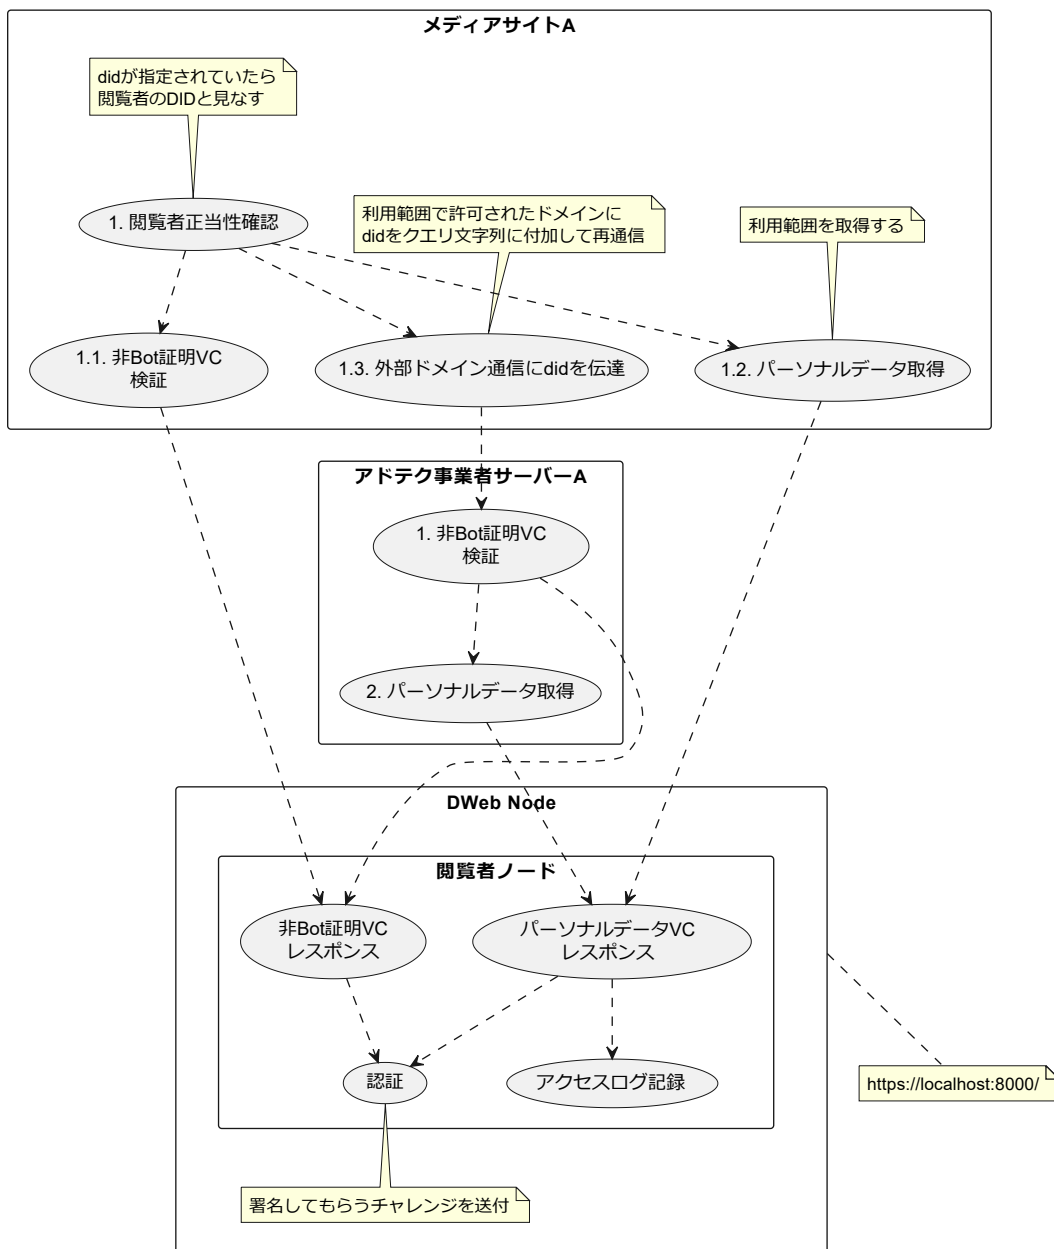 メディアサイトA
didが指定されていたら
閲覧者のDIDと見なす
1. 閲覧者正当性確認
利用範囲で許可されたドメインに
didをクエリ文字列に付加して再通信
利用範囲を取得する
1.1. 非Bot証明VC
検証
1.3. 外部ドメイン通信にdidを伝達
1.2. パーソナルデータ取得
アドテク事業者サーバーA
1. 非Bot証明VC
検証
2. パーソナルデータ取得
DWeb Node
閲覧者ノード
非Bot証明VC
レスポンス
パーソナルデータVC
レスポンス
認証
アクセスログ記録
https://localhost:8000/
署名してもらうチャレンジを送付